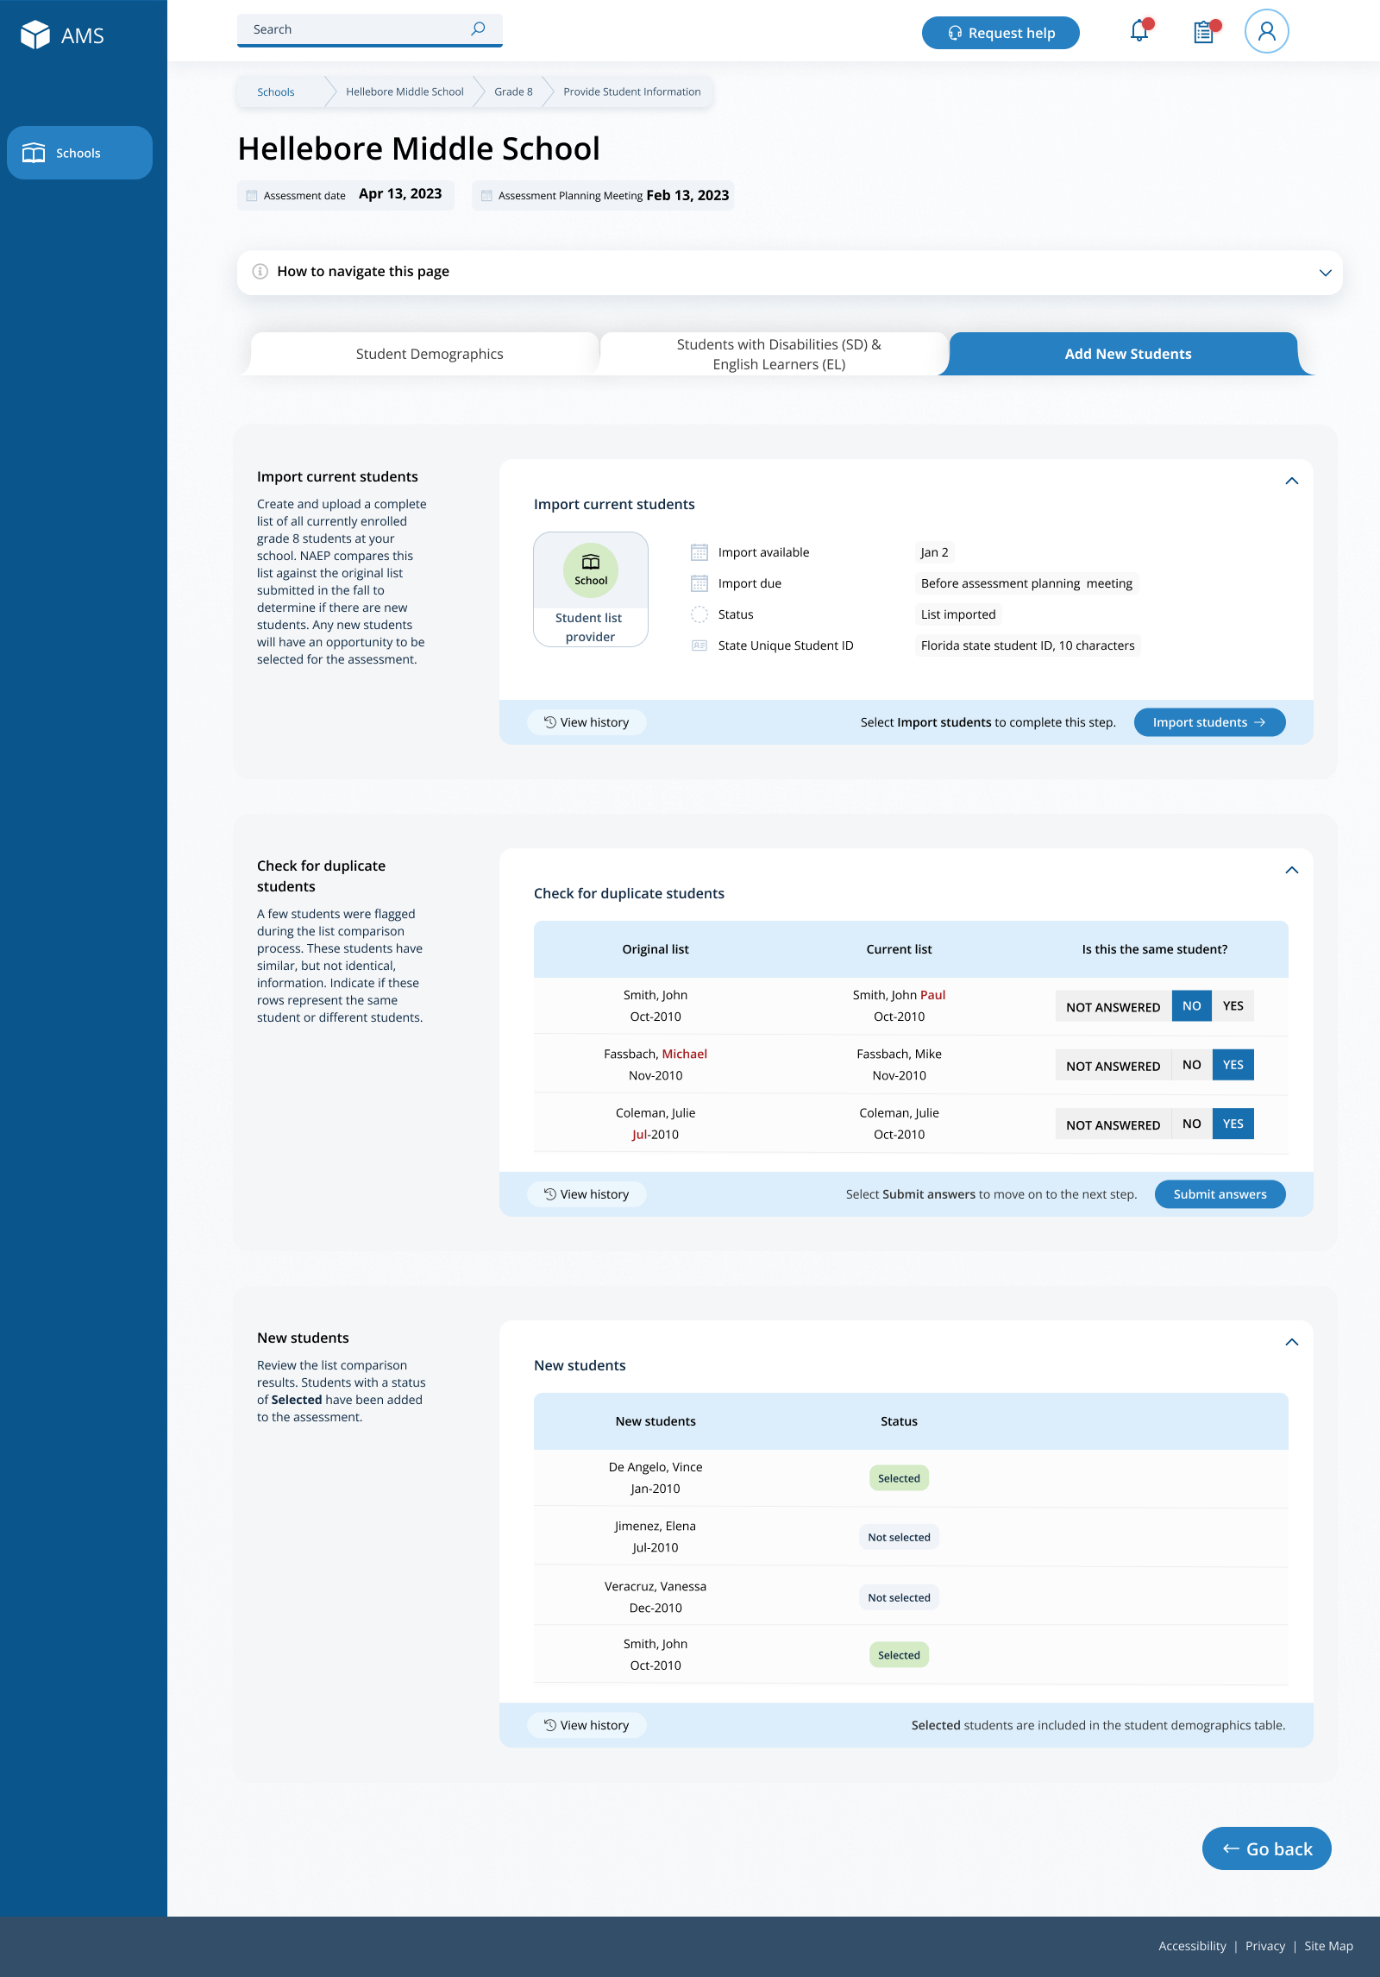 AMS
Search
Request help
Schools
Schools
Hellebore Middle School
Grade 8
Provide Student Information
Hellebore Middle School
Assessment date Apr 13, 2023
Assessment Planning Meeting Feb 13, 2023
How to navigate this page
Student Demographics
Students with Disabilities (SD) &
English Learners (EL)
Add New Students
Import current students
Create and upload a complete
list of all currently enrolled
grade 8 students at your
school. NAEP compares this
list against the original list
submitted in the fall to
determine if there are new
students. Any new students
will have an opportunity to be
selected for the assessment.
Import current students
School
Student list
provider
Import available Jan 2
Import due Before assessment planning meeting
Status List imported
State Unique Student ID Florida state student ID, 10 characters
View history
Select Import students to complete this step.
Import students
Check for duplicate
students
A few students were flagged
during the list comparison
process. These students have
similar, but not identical,
information. Indicate if these
rows represent the same
student or different students.
Check for duplicate students
Original list Current list Is this the same student?
Smith, John Smith, John Paul
Oct-2010 Oct-2010
NOT ANSWERED NO YES
Fassbach, Michael Fassbach, Mike
Nov-2010 Nov-2010
NOT ANSWERED NO YES
Coleman, Julie Coleman, Julie
Jul-2010 Oct-2010
NOT ANSWERED NO YES
View history
Select Submit answers to move on to the next step.
Submit answers
New students
Review the list comparison
results. Students with a status
of Selected have been added
to the assessment.
New students
New students Status
De Angelo, Vince
Jan-2010
Selected
Jimenez, Elena
Jul-2010
Not selected
Veracruz, Vanessa
Dec-2010
Not selected
Smith, John
Oct-2010
Selected
View history
Selected students are included in the student demographics table.
Go back
Accessibility | Privacy | Site Map